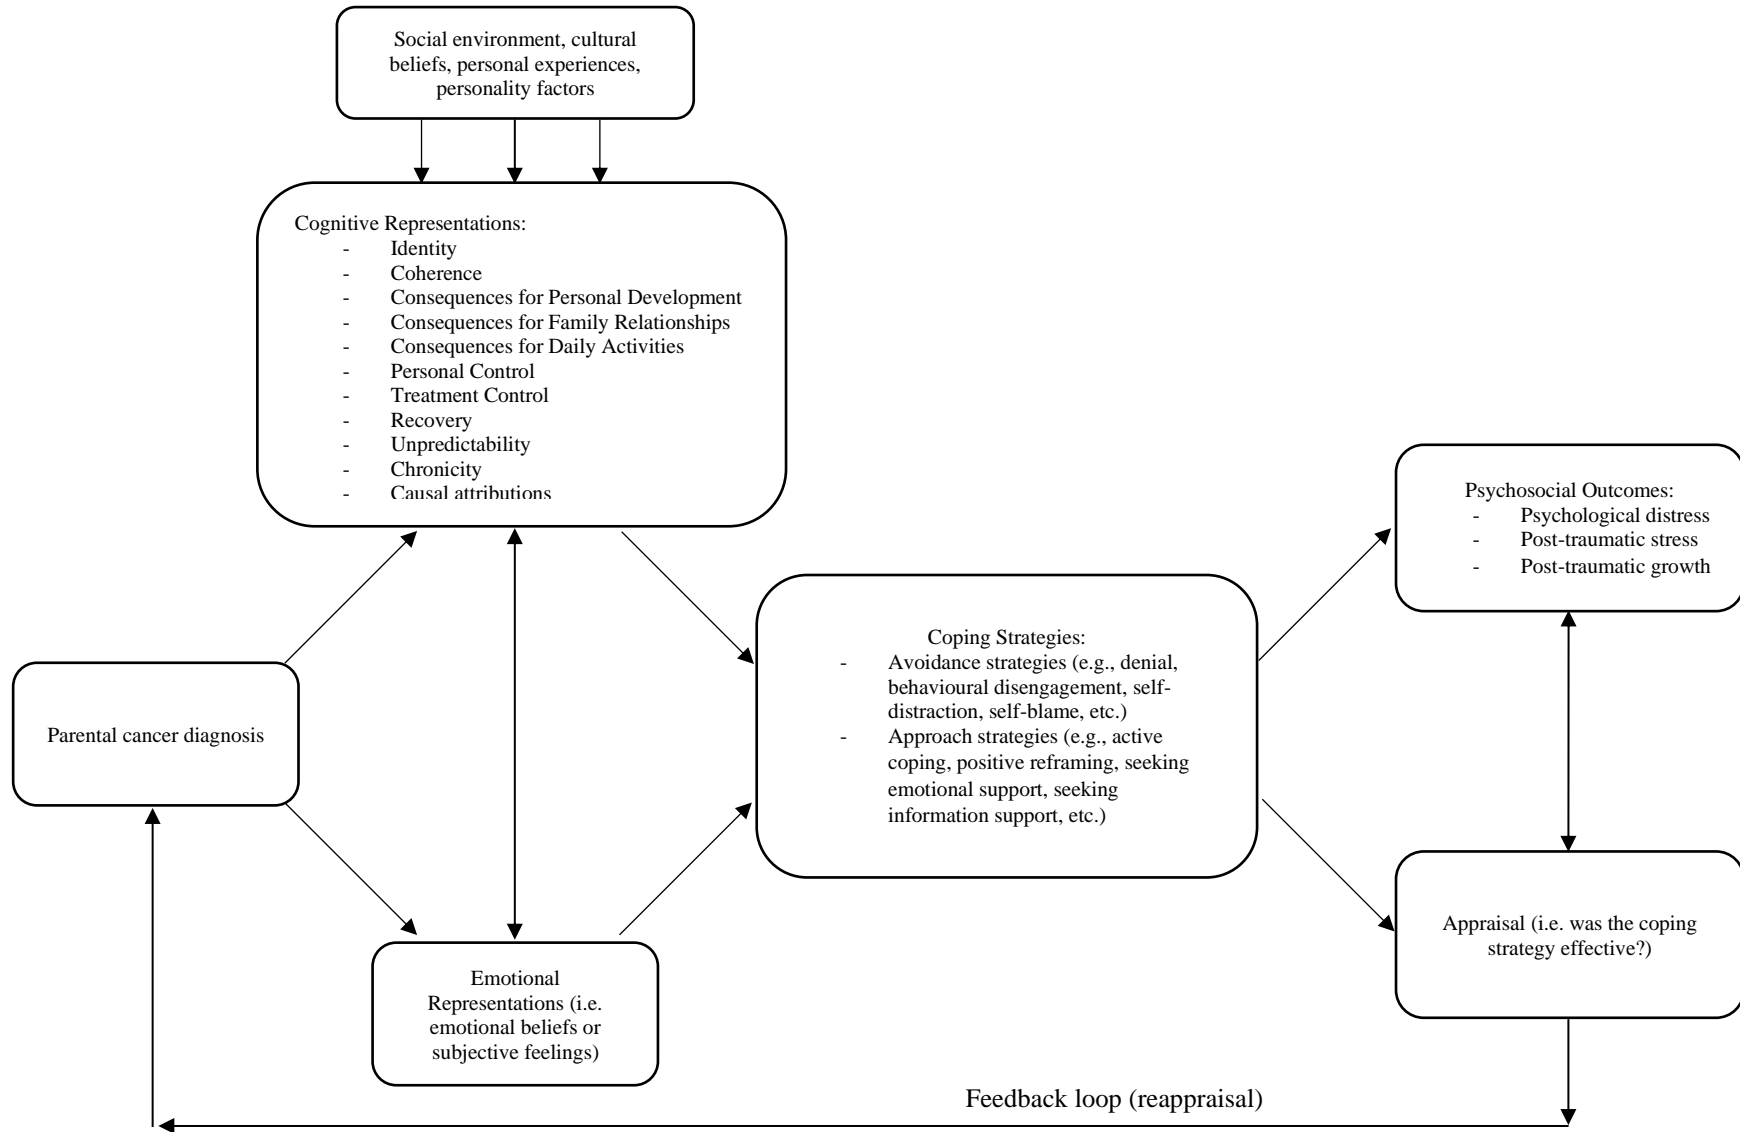 Social environment, cultural
beliefs, personal experiences,
personality factors
Cognitive Representations:
- Identity
- Coherence
- Consequences for Personal Development
- Consequences for Family Relationships
- Consequences for Daily Activities
- Personal Control
- Treatment Control
- Recovery
- Unpredictability
- Chronicity
- Causal attributions
Parental cancer diagnosis
Emotional
Representations (i.e.
emotional beliefs or
subjective feelings)
Coping Strategies:
- Avoidance strategies (e.g., denial,
behavioural disengagement, self-
distraction, self-blame, etc.)
- Approach strategies (e.g., active
coping, positive reframing, seeking
emotional support, seeking
information support, etc.)
Psychosocial Outcomes:
- Psychological distress
- Post-traumatic stress
- Post-traumatic growth
Appraisal (i.e. was the coping
strategy effective?)
Feedback loop (reappraisal)